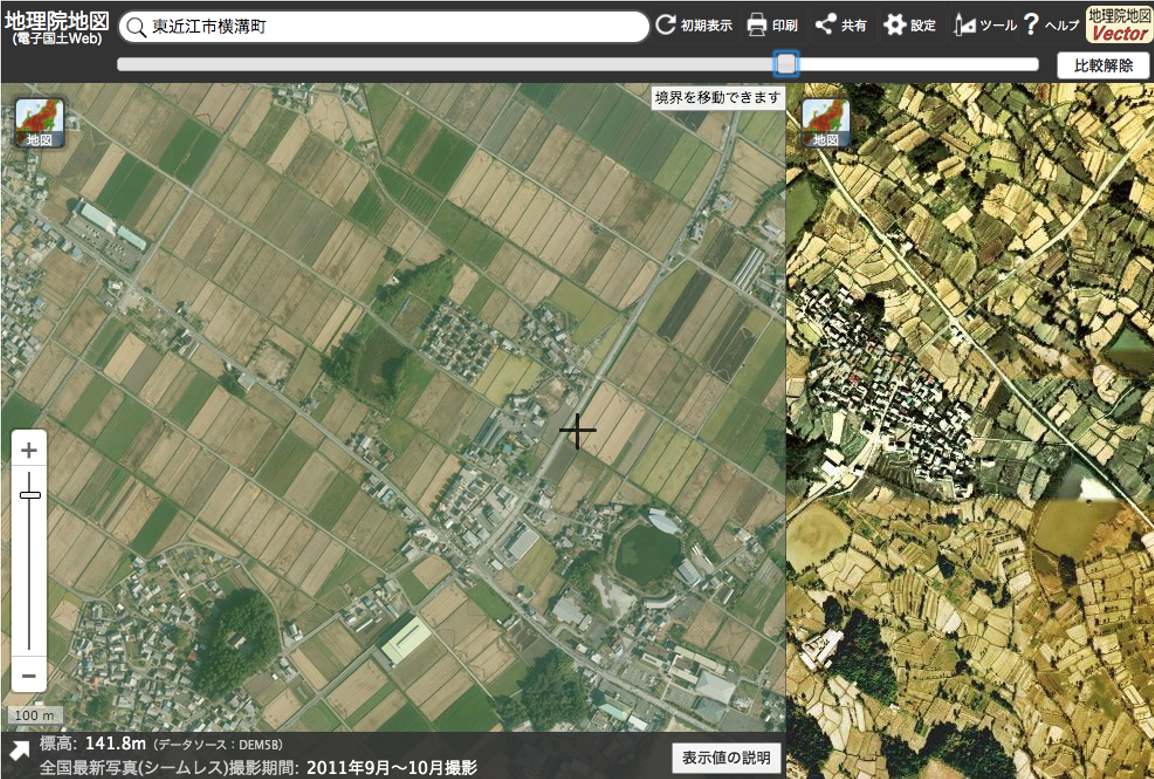 地理院地図
(電子国土Web)
東近江市横溝町
初期表示
印刷
共有
設定
ツール
ヘルプ
地理院地図
Vector
比較解除
境界を移動できます
地図
地図
+
−
100 m
標高: 141.8m (データソース：DEM5B)
全国最新写真(シームレス)撮影期間: 2011年9月～10月撮影
表示値の説明